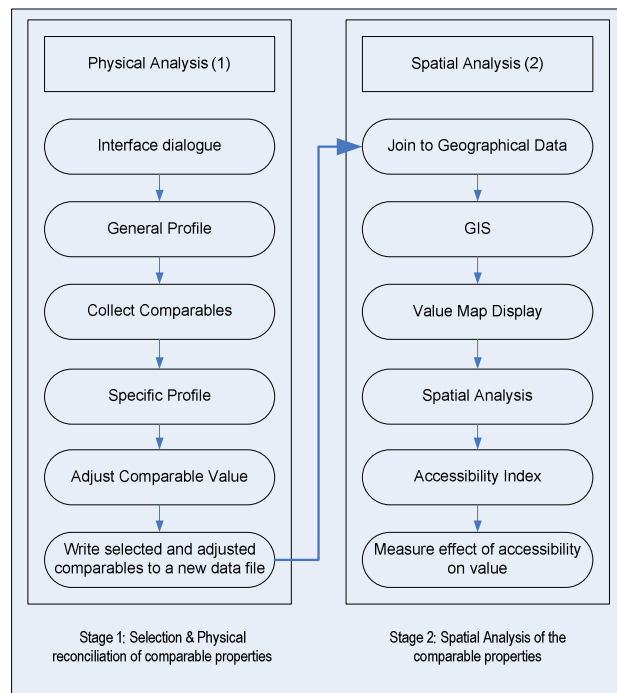 Physical Analysis (1)
Interface dialogue
General Profile
Collect Comparables
Specific Profile
Adjust Comparable Value
Write selected and adjusted
comparables to a new data file
Stage 1: Selection & Physical
reconciliation of comparable properties
Spatial Analysis (2)
Join to Geographical Data
GIS
Value Map Display
Spatial Analysis
Accessibility Index
Measure effect of accessibility
on value
Stage 2: Spatial Analysis of the
comparable properties